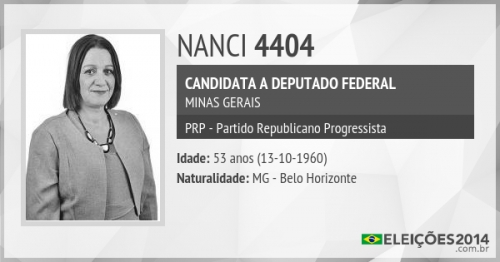 NANCI 4404
CANDIDATA A DEPUTADO FEDERAL
MINAS GERAIS
PRP - Partido Republicano Progressista
Idade: 53 anos (13-10-1960)
Naturalidade: MG - Belo Horizonte
ELEIÇÕES2014
.com.br